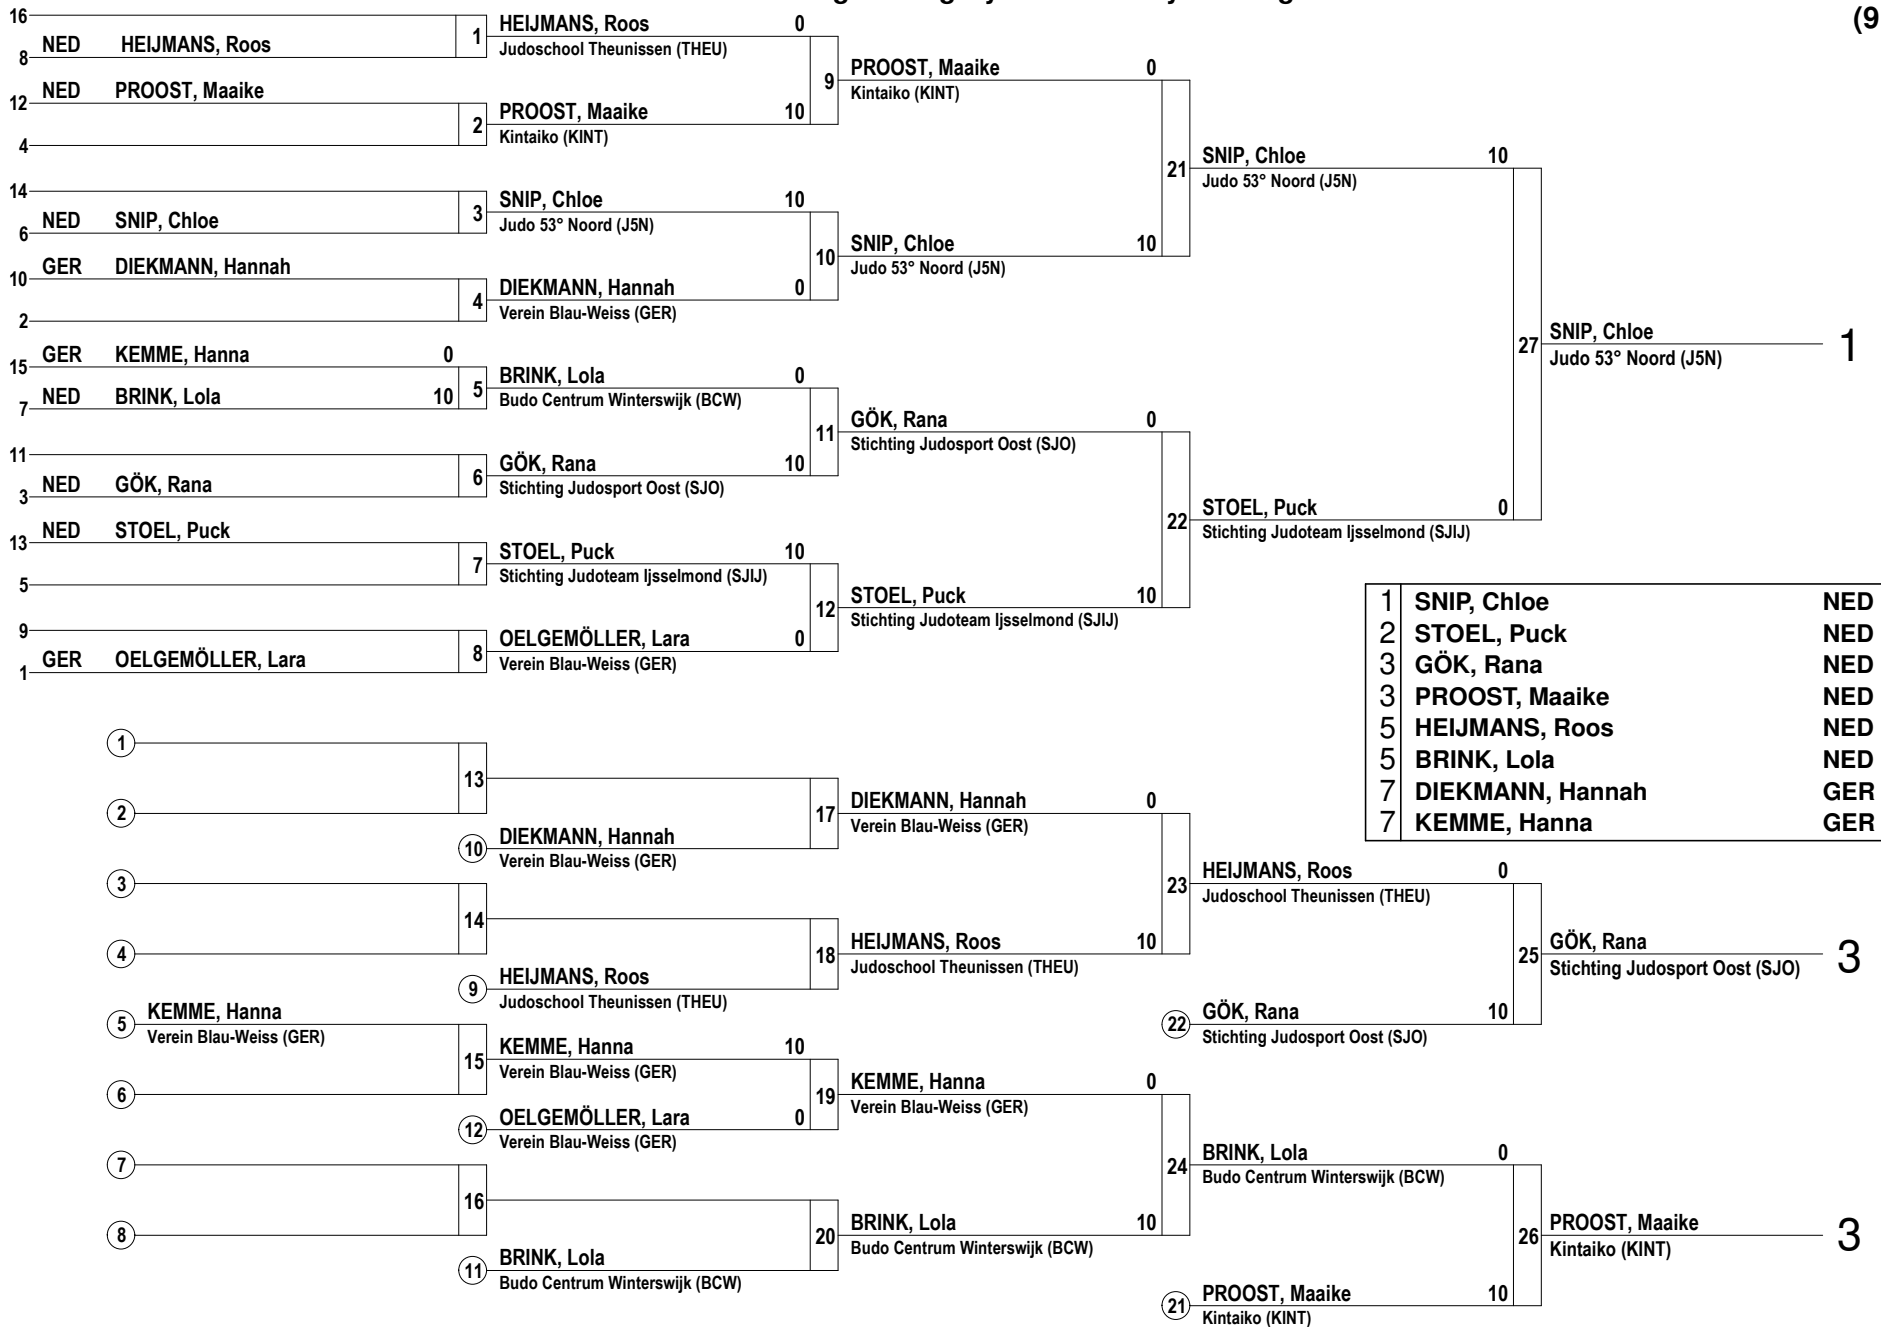 (9
16
NED HEIJMANS, Roos
8
1
HEIJMANS, Roos 0
Judoschool Theunissen (THEU)
NED PROOST, Maaike
12
4
2
PROOST, Maaike 10
Kintaiko (KINT)
9
PROOST, Maaike 0
Kintaiko (KINT)
14
NED SNIP, Chloe
6
3
SNIP, Chloe 10
Judo 53° Noord (J5N)
GER DIEKMANN, Hannah
10
2
4
DIEKMANN, Hannah 0
Verein Blau-Weiss (GER)
10
SNIP, Chloe 10
Judo 53° Noord (J5N)
21
SNIP, Chloe 10
Judo 53° Noord (J5N)
GER KEMME, Hanna 0
15
NED BRINK, Lola 10
7
5
BRINK, Lola 0
Budo Centrum Winterswijk (BCW)
11
NED GÖK, Rana
3
6
GÖK, Rana 10
Stichting Judosport Oost (SJO)
11
GÖK, Rana 0
Stichting Judosport Oost (SJO)
NED STOEL, Puck
13
5
7
STOEL, Puck 10
Stichting Judoteam Ijsselmond (SJIJ)
9
GER OELGEMÖLLER, Lara
1
8
OELGEMÖLLER, Lara 0
Verein Blau-Weiss (GER)
12
STOEL, Puck 10
Stichting Judoteam Ijsselmond (SJIJ)
22
STOEL, Puck 0
Stichting Judoteam Ijsselmond (SJIJ)
27
SNIP, Chloe
Judo 53° Noord (J5N)
1
1 SNIP, Chloe NED
2 STOEL, Puck NED
3 GÖK, Rana NED
3 PROOST, Maaike NED
5 HEIJMANS, Roos NED
5 BRINK, Lola NED
7 DIEKMANN, Hannah GER
7 KEMME, Hanna GER
1
2
13
10
DIEKMANN, Hannah
Verein Blau-Weiss (GER)
17
DIEKMANN, Hannah 0
Verein Blau-Weiss (GER)
3
4
14
9
HEIJMANS, Roos
Judoschool Theunissen (THEU)
18
HEIJMANS, Roos 10
Judoschool Theunissen (THEU)
23
HEIJMANS, Roos 0
Judoschool Theunissen (THEU)
22
GÖK, Rana 10
Stichting Judosport Oost (SJO)
25
GÖK, Rana
Stichting Judosport Oost (SJO)
3
5
KEMME, Hanna
Verein Blau-Weiss (GER)
6
15
KEMME, Hanna 10
Verein Blau-Weiss (GER)
12
OELGEMÖLLER, Lara 0
Verein Blau-Weiss (GER)
19
KEMME, Hanna 0
Verein Blau-Weiss (GER)
7
8
16
11
BRINK, Lola
Budo Centrum Winterswijk (BCW)
20
BRINK, Lola 10
Budo Centrum Winterswijk (BCW)
24
BRINK, Lola 0
Budo Centrum Winterswijk (BCW)
21
PROOST, Maaike 10
Kintaiko (KINT)
26
PROOST, Maaike
Kintaiko (KINT)
3